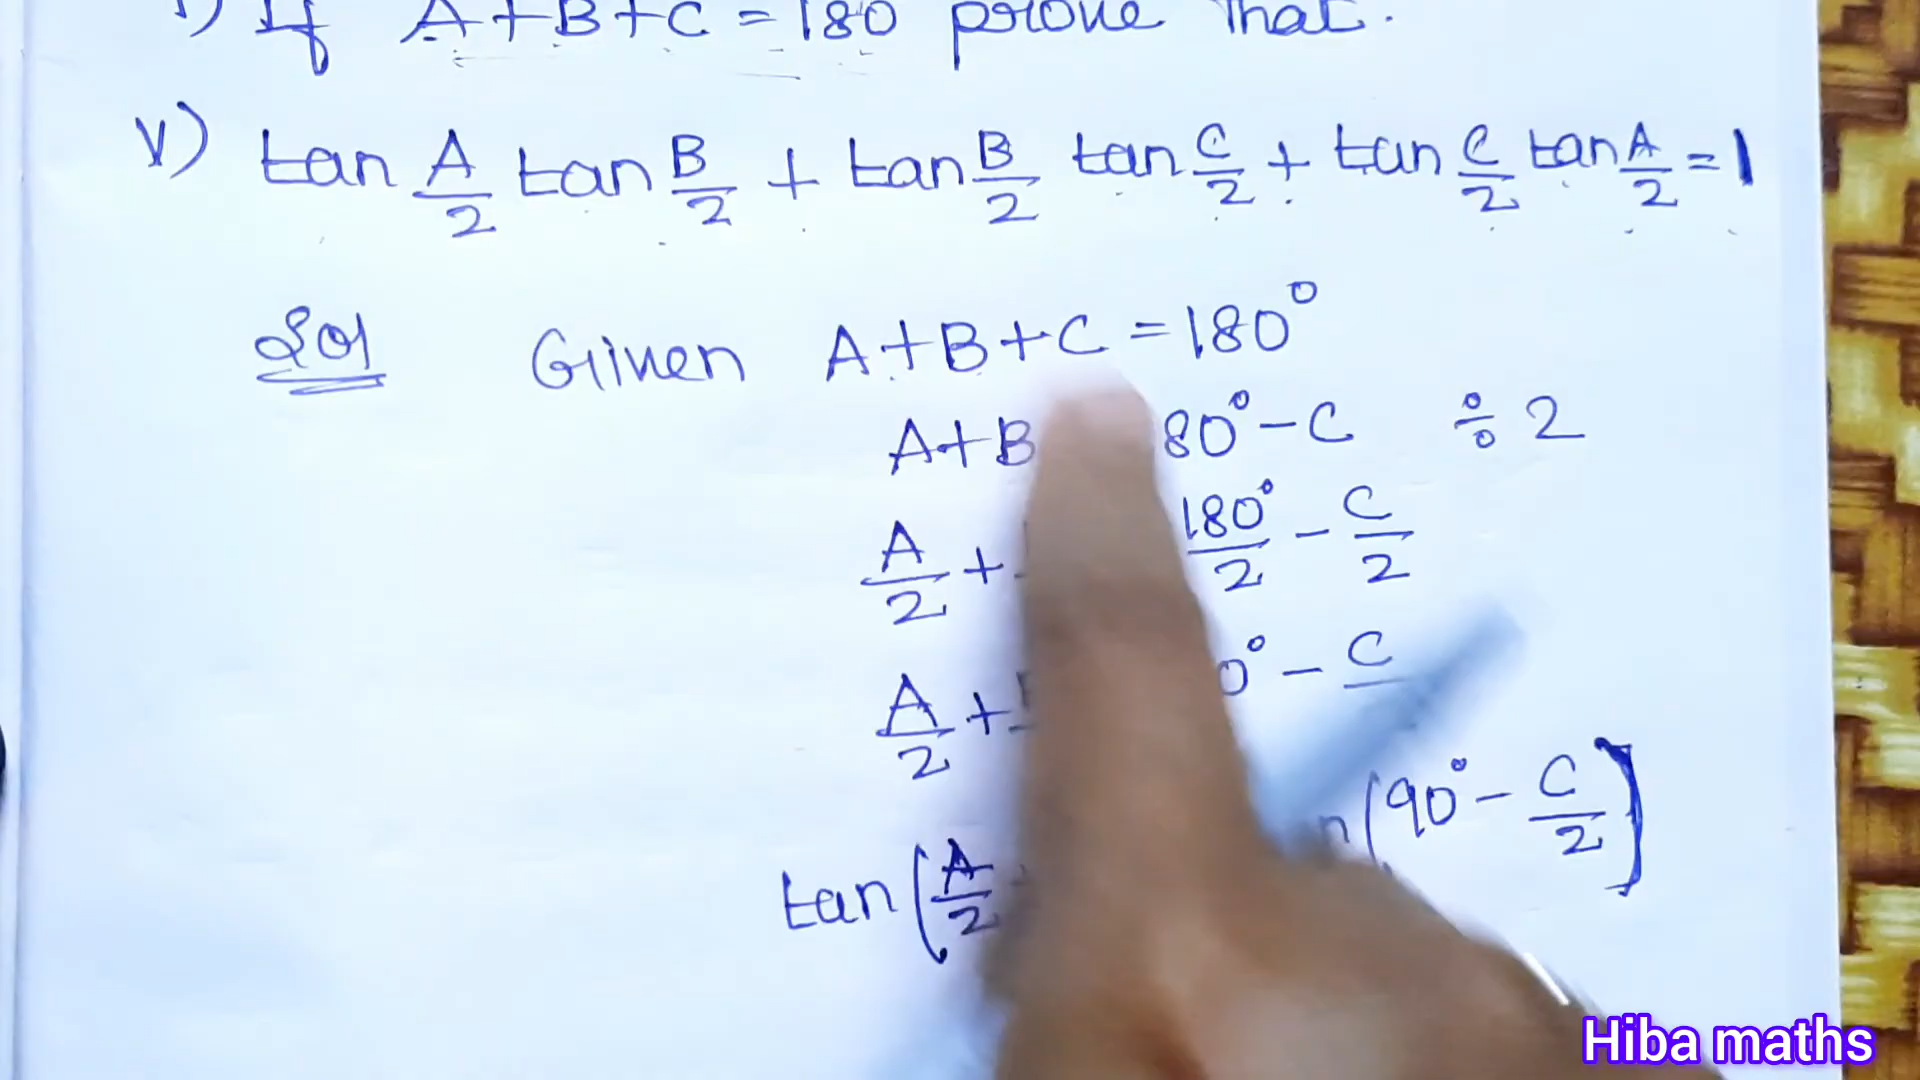 If A+B+C = 180 prove that.
V) tan A/2 tan B/2 + tan B/2 tan C/2 + tan C/2 tan A/2 = 1
Sol Given A+B+C = 180°
A+B 80° - C ÷ 2
A/2 + 180°/2 - C/2
A/2 + 0° - C
tan(A/2 n(90° - C/2)
Hiba maths